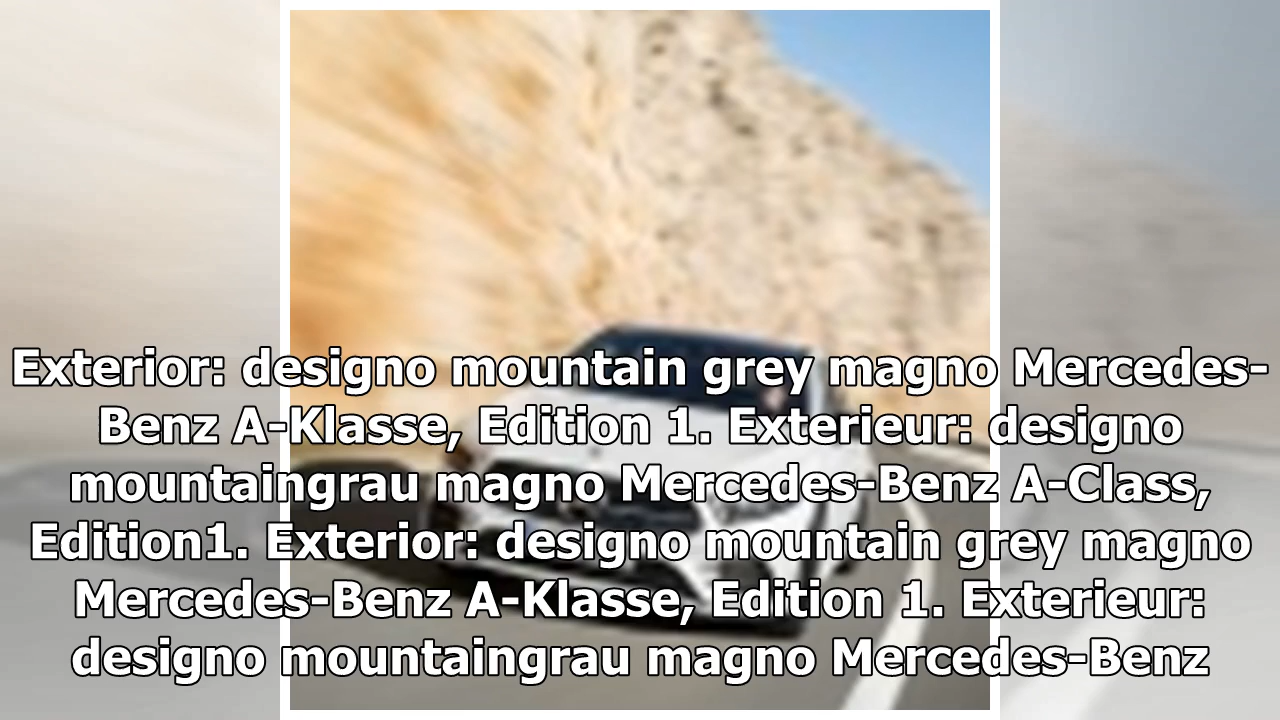 Exterior: designo mountain grey magno Mercedes-
Benz A-Klasse, Edition 1. Exterieur: designo
mountaingrau magno Mercedes-Benz A-Class,
Edition1. Exterior: designo mountain grey magno
Mercedes-Benz A-Klasse, Edition 1. Exterieur:
designo mountaingrau magno Mercedes-Benz